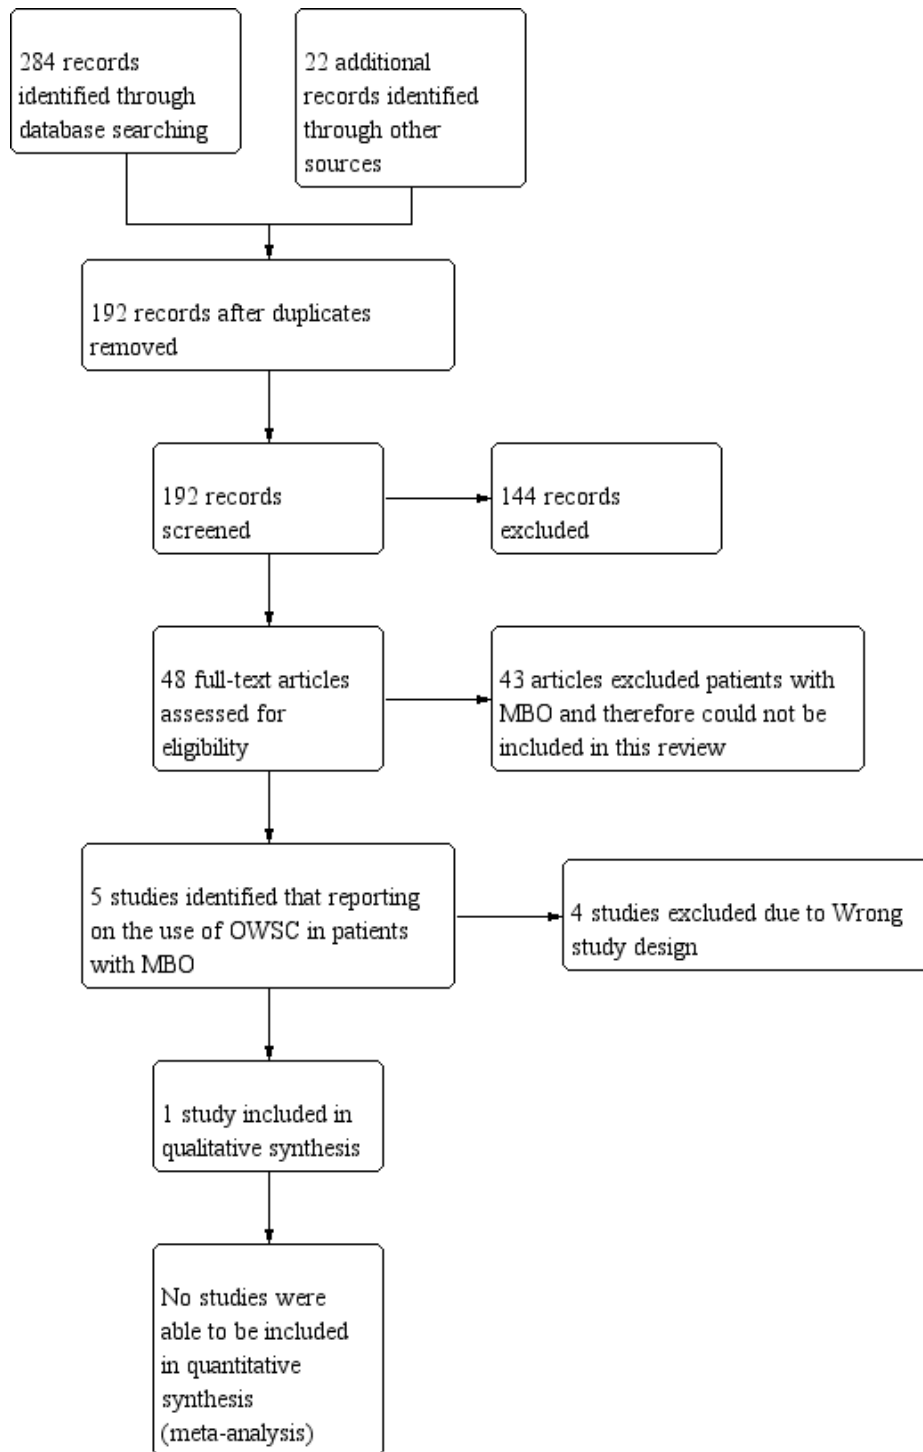 284 records
identified through
database searching
22 additional
records identified
through other
sources
192 records after duplicates
removed
192 records
screened
144 records
excluded
48 full-text articles
assessed for
eligibility
43 articles excluded patients with
MBO and therefore could not be
included in this review
5 studies identified that reporting
on the use of OWSC in patients
with MBO
4 studies excluded due to Wrong
study design
1 study included in
qualitative synthesis
No studies were
able to be included
in quantitative
synthesis
(meta-analysis)